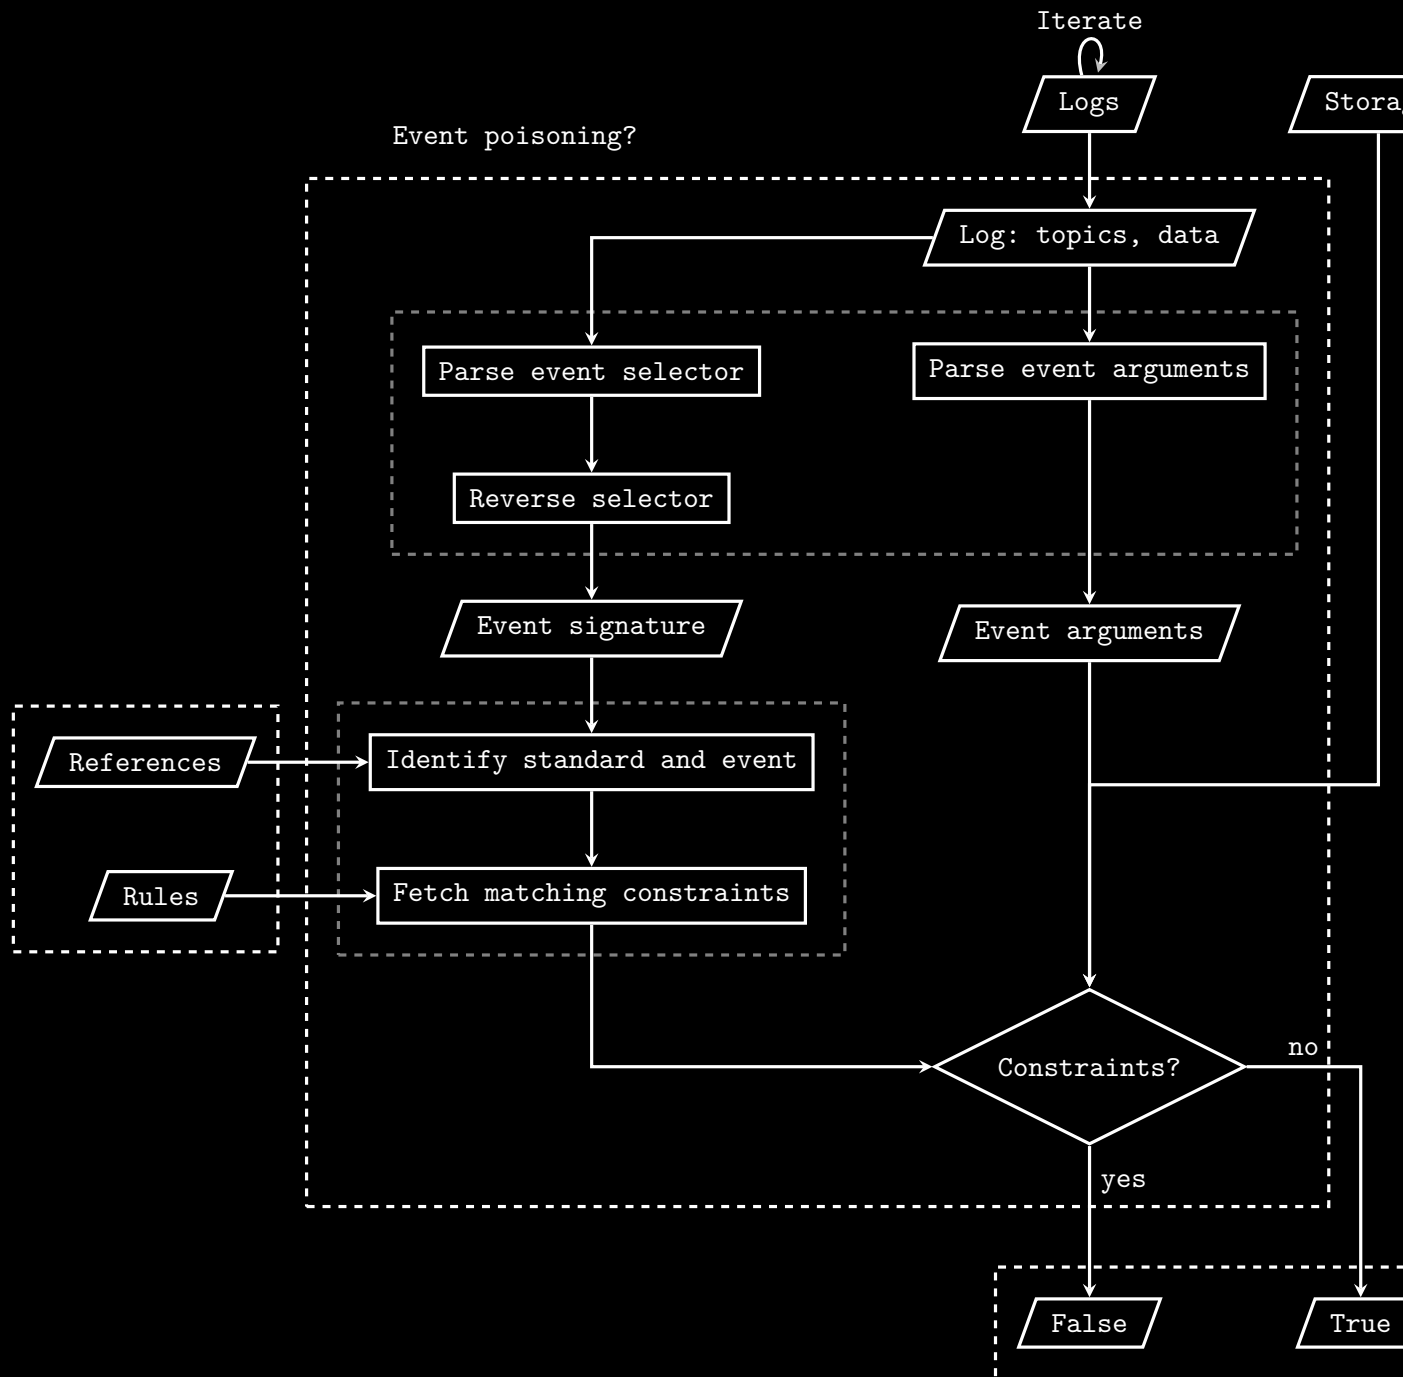 Iterate
Logs
Event poisoning?
Log: topics, data
Parse event selector
Parse event arguments
Reverse selector
Event signature
Event arguments
References
Identify standard and event
Rules
Fetch matching constraints
Constraints?
no
yes
False
True